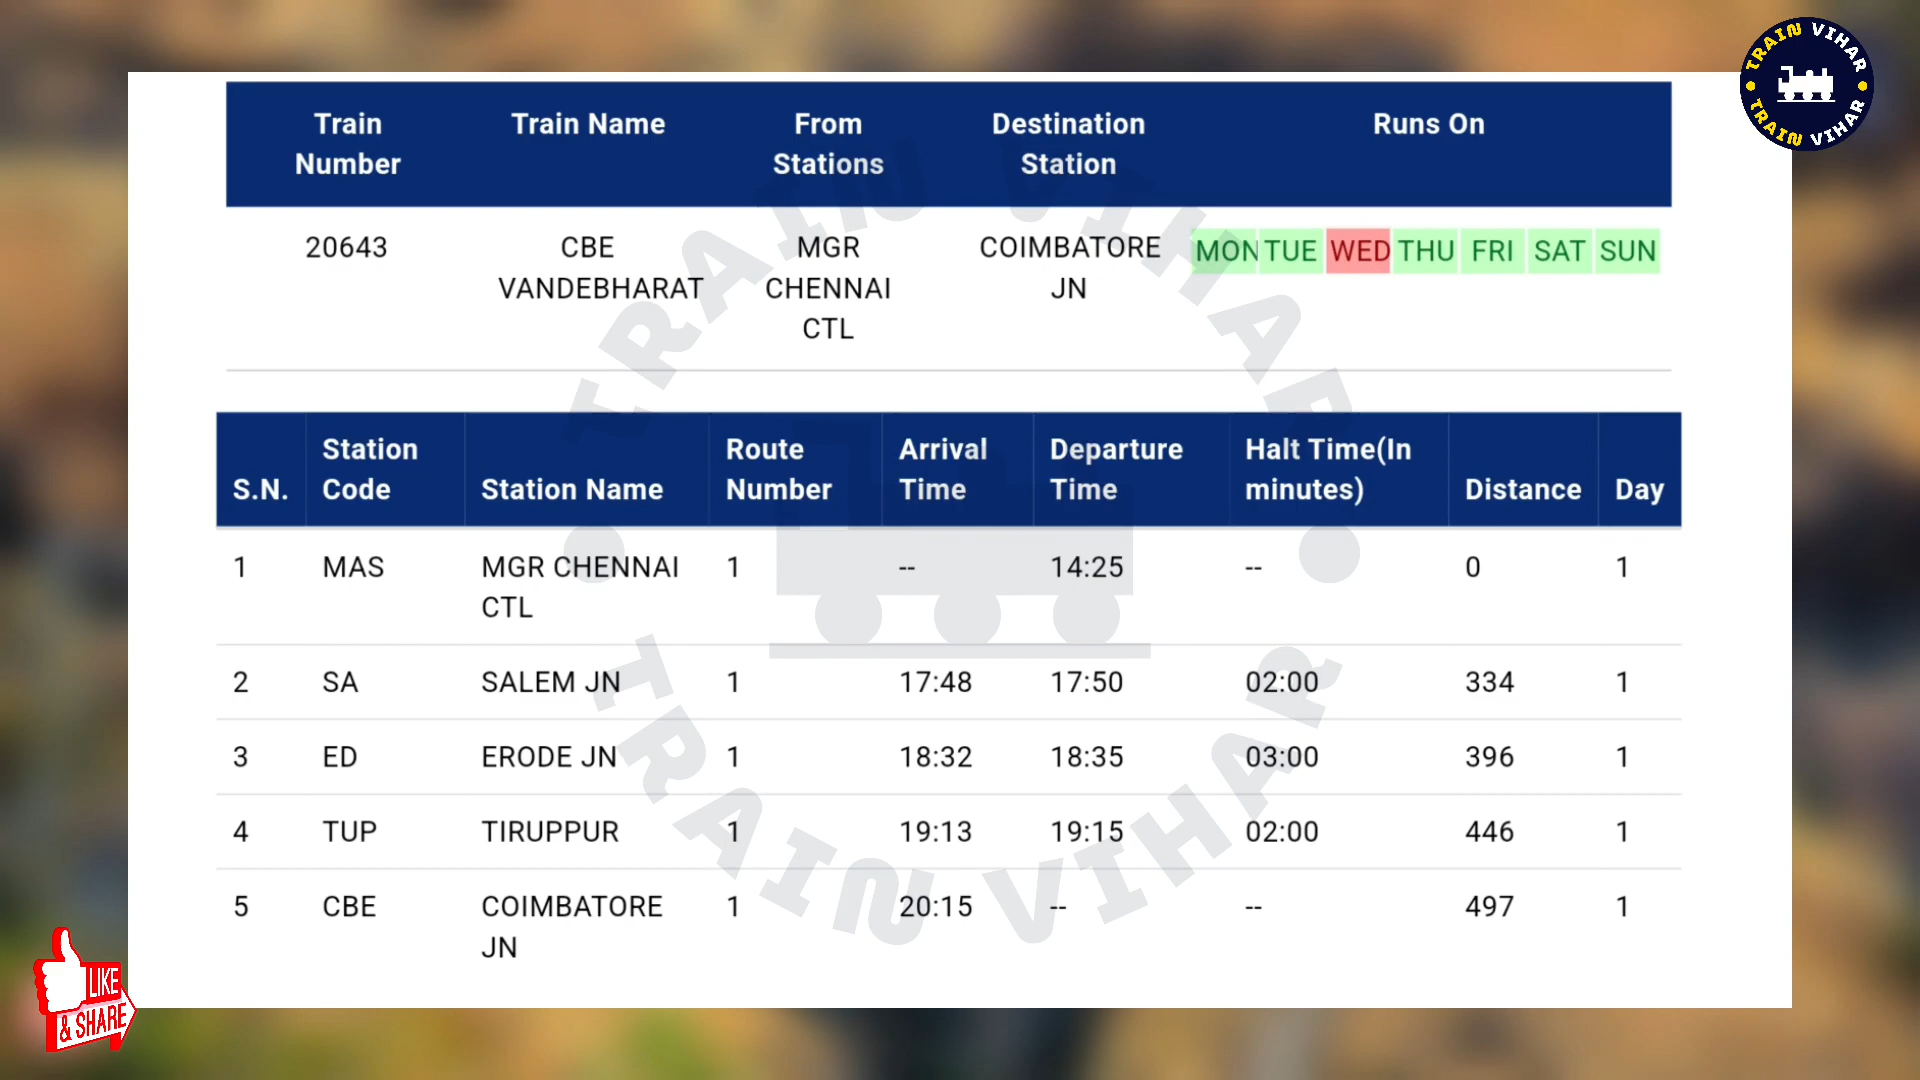 TRAIN VIHAR
TRAIN VIHAR
Train Number Train Name From Stations Destination Station Runs On
20643 CBE VANDEBHARAT MGR CHENNAI CTL COIMBATORE JN MON TUE WED THU FRI SAT SUN
S.N. Station Code Station Name Route Number Arrival Time Departure Time Halt Time(In minutes) Distance Day
1 MAS MGR CHENNAI CTL 1 -- 14:25 -- 0 1
2 SA SALEM JN 1 17:48 17:50 02:00 334 1
3 ED ERODE JN 1 18:32 18:35 03:00 396 1
4 TUP TIRUPPUR 1 19:13 19:15 02:00 446 1
5 CBE COIMBATORE JN 1 20:15 -- -- 497 1
TRAIN VIHAR
TRAIN VIHAR
LIKE
& SHARE